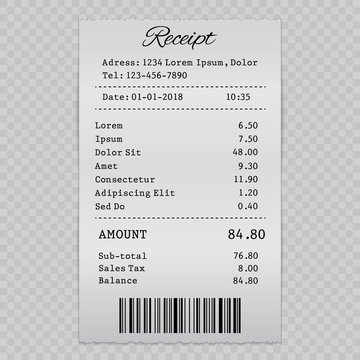 Receipt
Adress: 1234 Lorem Ipsum, Dolor
Tel: 123-456-7890
Date: 01-01-2018 10:35
Lorem 6.50
Ipsum 7.50
Dolor Sit 48.00
Amet 9.30
Consectetur 11.90
Adipiscing Elit 1.20
Sed Do 0.40
AMOUNT 84.80
Sub-total 76.80
Sales Tax 8.00
Balance 84.80